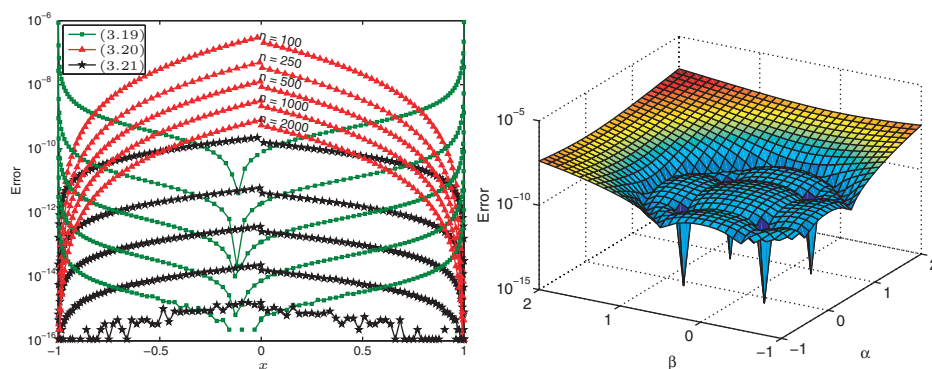 10⁻⁶
10⁻⁸
10⁻¹⁰
10⁻¹²
10⁻¹⁴
10⁻¹⁶
Error
(3.19)
(3.20)
(3.21)
n = 100
n = 250
n = 500
n = 1000
n = 2000
−1
−0.5
0
0.5
1
x
10⁻⁵
10⁻¹⁰
10⁻¹⁵
Error
2
1
0
−1
β
−1
0
1
2
α